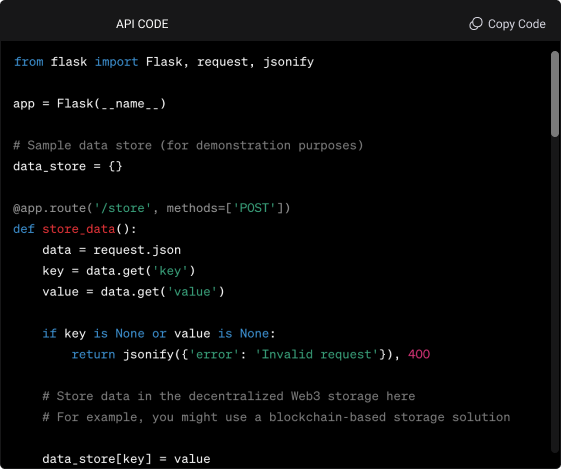 API CODE
Copy Code
from flask import Flask, request, jsonify
app = Flask(__name__)
# Sample data store (for demonstration purposes)
data_store = {}
@app.route('/store', methods=['POST'])
def store_data():
    data = request.json
    key = data.get('key')
    value = data.get('value')
    if key is None or value is None:
        return jsonify({'error': 'Invalid request'}), 400
    # Store data in the decentralized Web3 storage here
    # For example, you might use a blockchain-based storage solution
    data_store[key] = value